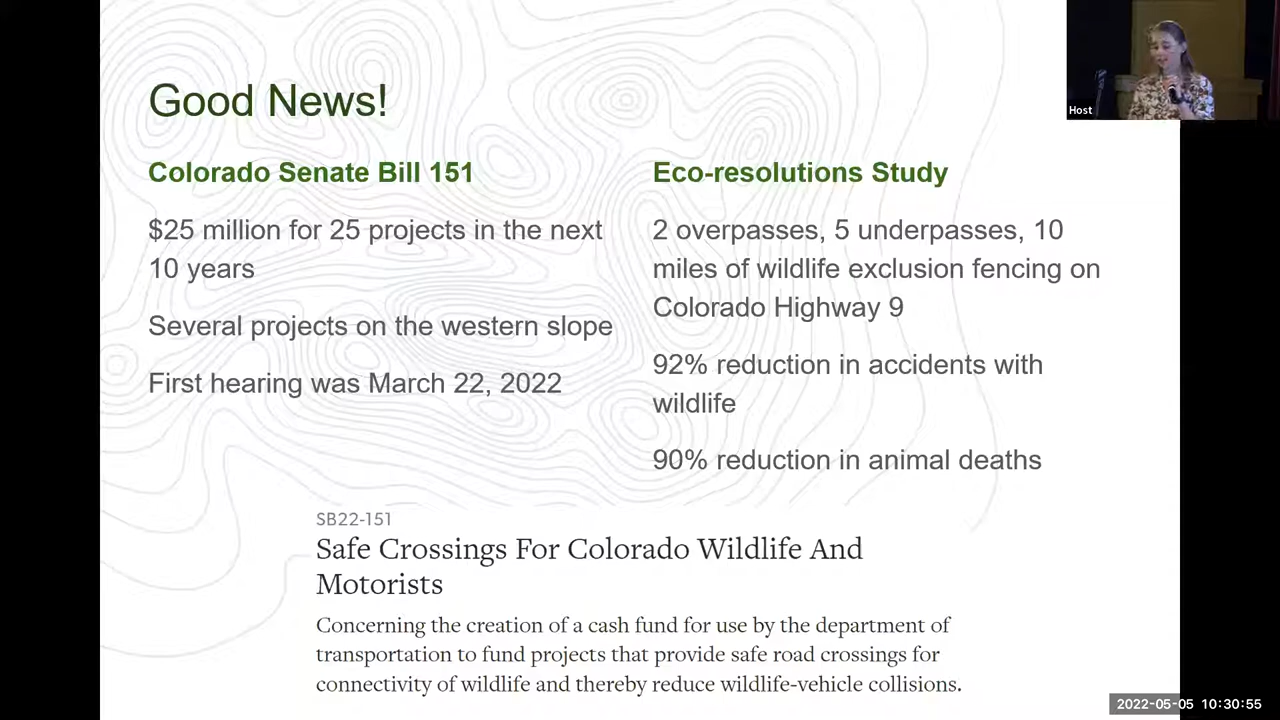 Good News!
Colorado Senate Bill 151
$25 million for 25 projects in the next
10 years
Several projects on the western slope
First hearing was March 22, 2022
Eco-resolutions Study
2 overpasses, 5 underpasses, 10
miles of wildlife exclusion fencing on
Colorado Highway 9
92% reduction in accidents with
wildlife
90% reduction in animal deaths
SB22-151
Safe Crossings For Colorado Wildlife And
Motorists
Concerning the creation of a cash fund for use by the department of
transportation to fund projects that provide safe road crossings for
connectivity of wildlife and thereby reduce wildlife-vehicle collisions.
Host
2022-05-05 10:30:55